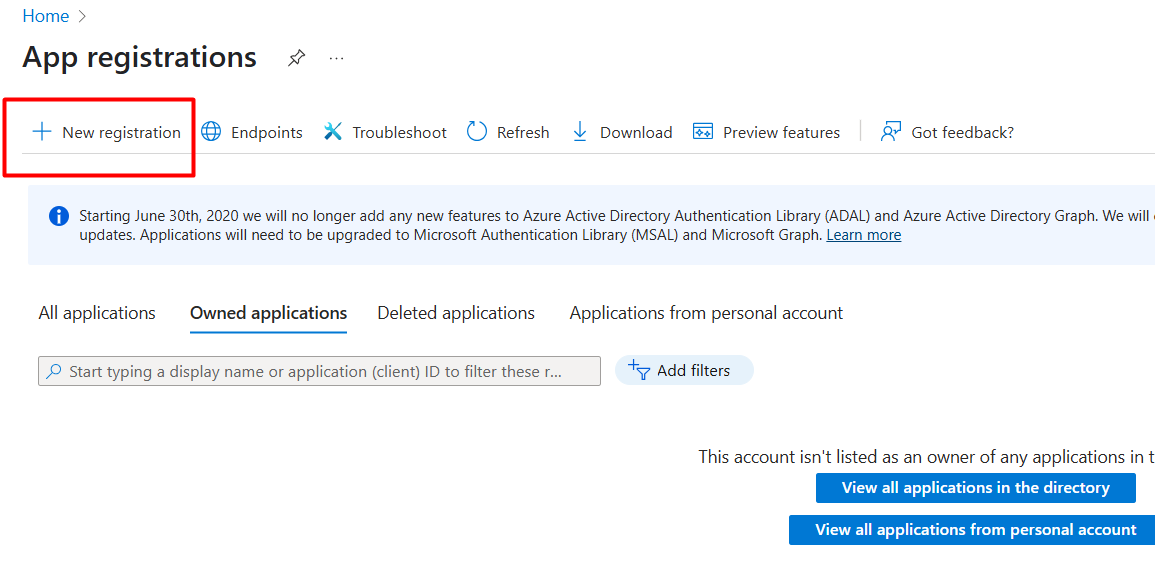 Home
App registrations
New registration Endpoints Troubleshoot Refresh Download Preview features Got feedback?
Starting June 30th, 2020 we will no longer add any new features to Azure Active Directory Authentication Library (ADAL) and Azure Active Directory Graph. We will
updates. Applications will need to be upgraded to Microsoft Authentication Library (MSAL) and Microsoft Graph. Learn more
All applications Owned applications Deleted applications Applications from personal account
Start typing a display name or application (client) ID to filter these r... Add filters
This account isn't listed as an owner of any applications in t
View all applications in the directory
View all applications from personal account